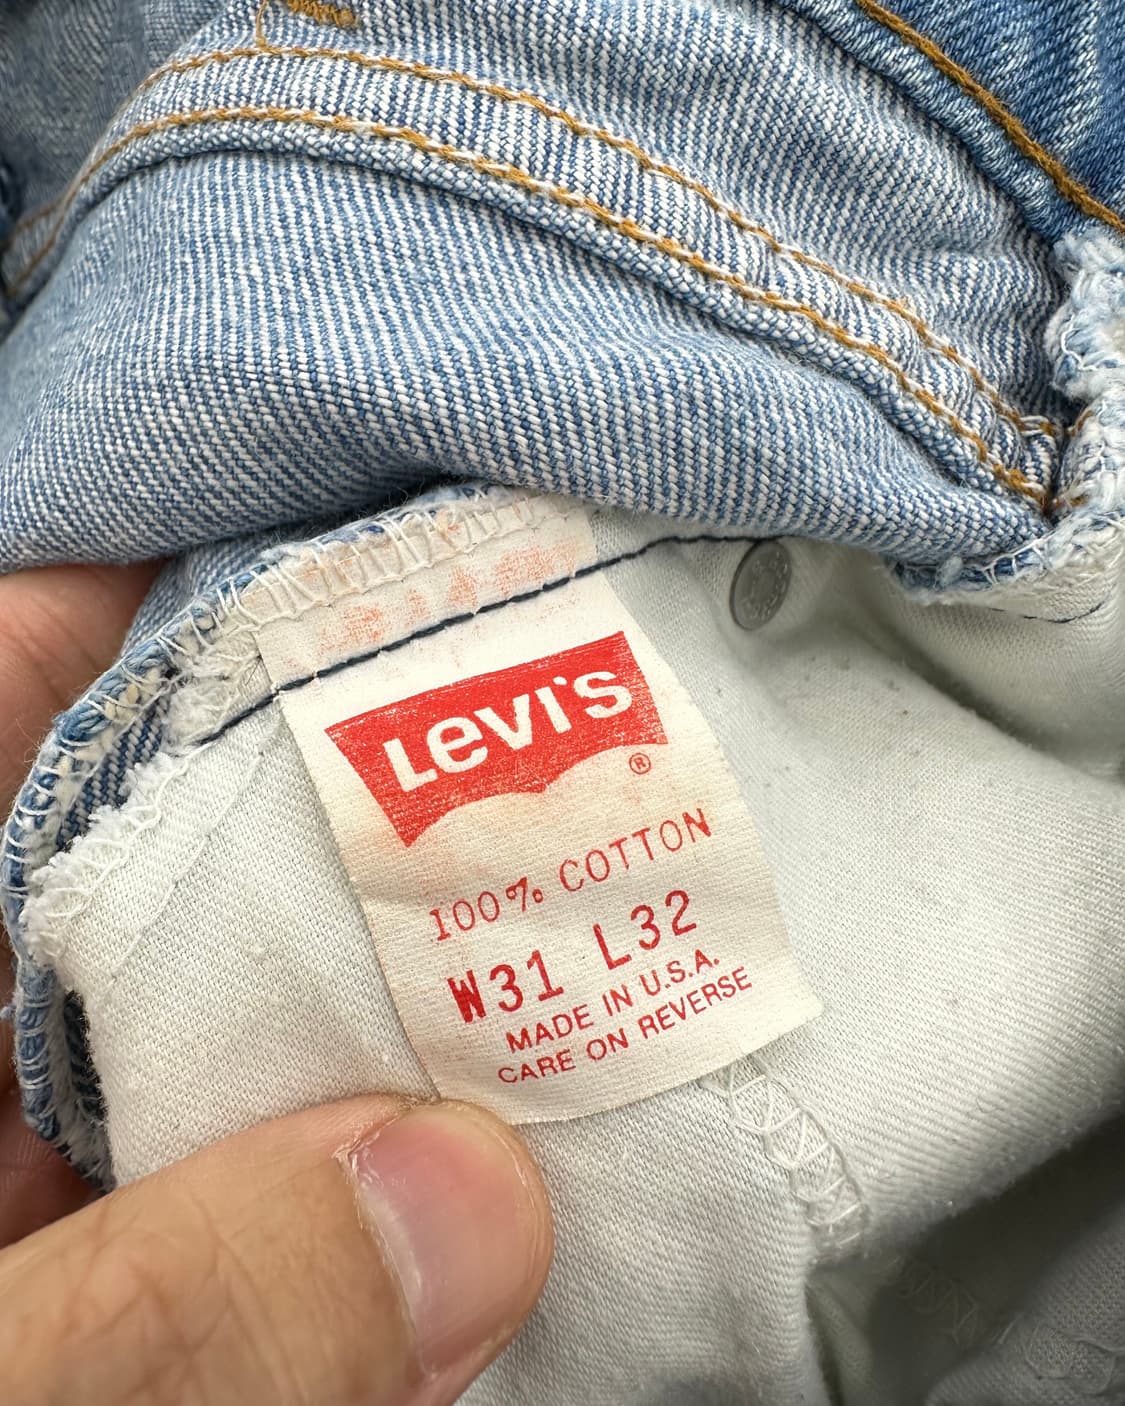 Levi's
®
100% COTTON
W31 L32
MADE IN U.S.A.
CARE ON REVERSE